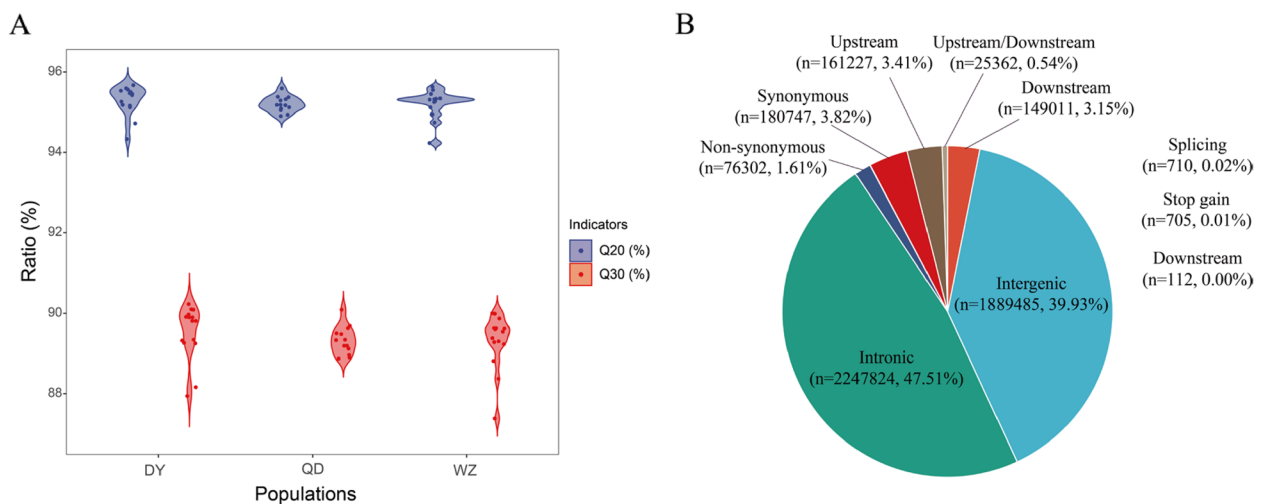 A
96
94
92
90
88
Ratio (%)
DY
QD
WZ
Populations
Indicators
Q20 (%)
Q30 (%)
B
Upstream
(n=161227, 3.41%)
Upstream/Downstream
(n=25362, 0.54%)
Synonymous
(n=180747, 3.82%)
Downstream
(n=149011, 3.15%)
Non-synonymous
(n=76302, 1.61%)
Splicing
(n=710, 0.02%)
Stop gain
(n=705, 0.01%)
Downstream
(n=112, 0.00%)
Intergenic
(n=1889485, 39.93%)
Intronic
(n=2247824, 47.51%)